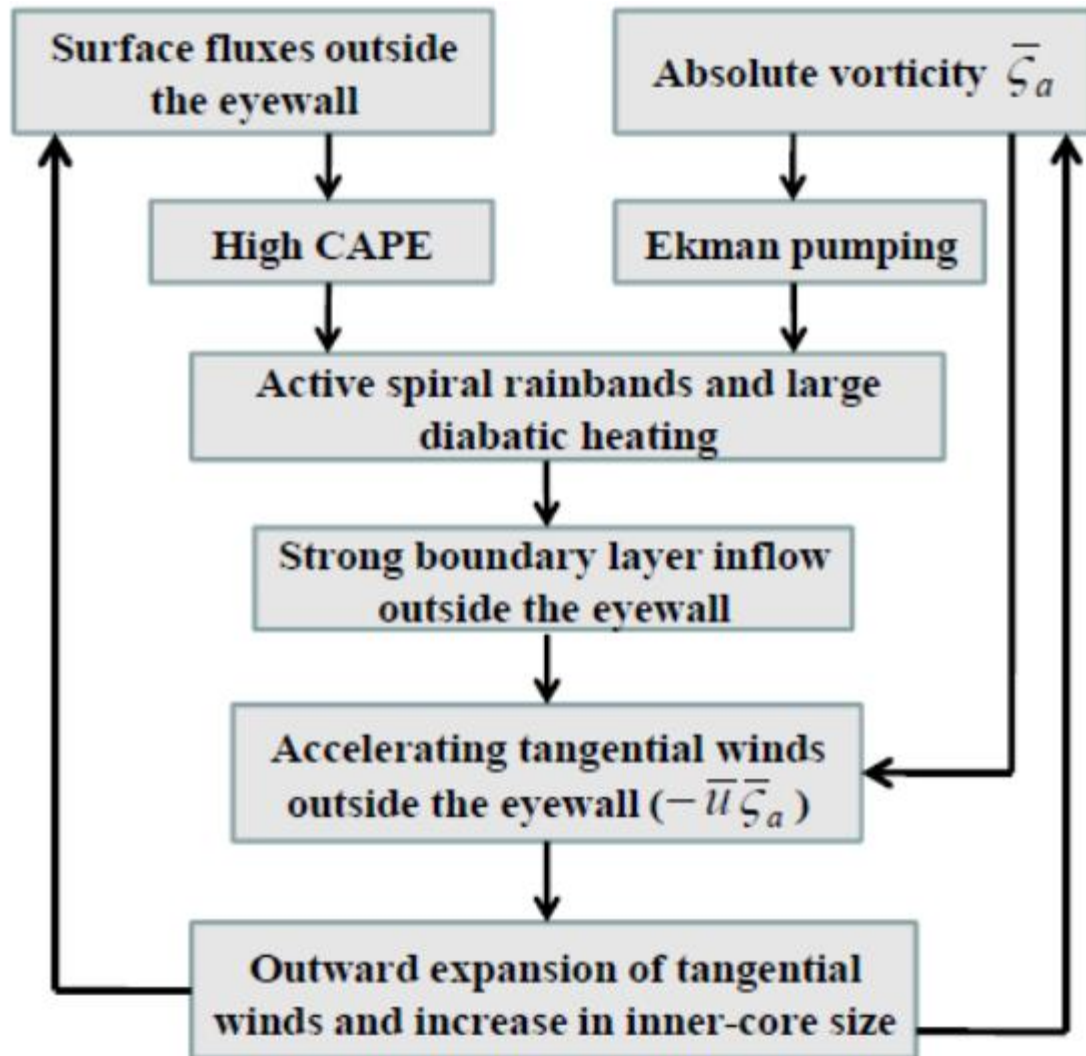 Surface fluxes outside
the eyewall
Absolute vorticity ζ̅ₐ
High CAPE
Ekman pumping
Active spiral rainbands and large
diabatic heating
Strong boundary layer inflow
outside the eyewall
Accelerating tangential winds
outside the eyewall (− u̅ ζ̅ₐ )
Outward expansion of tangential
winds and increase in inner-core size